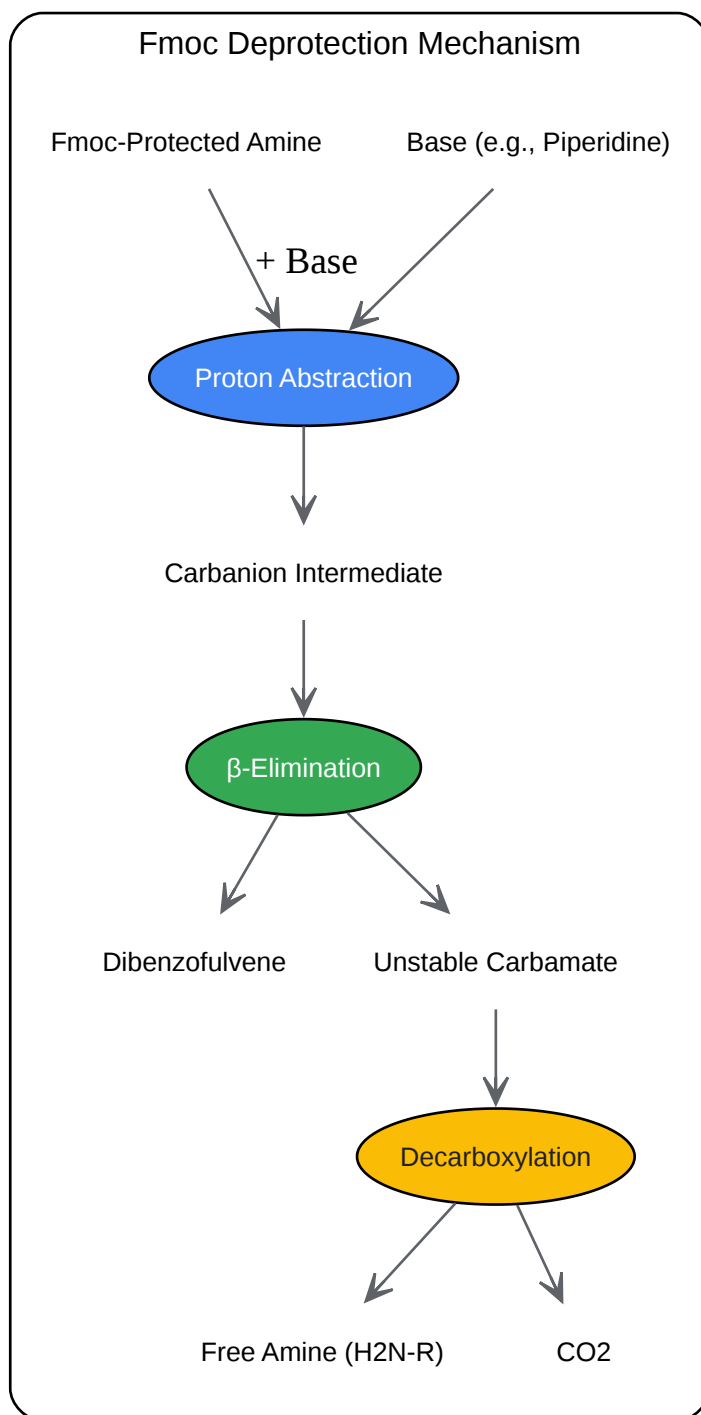 Fmoc Deprotection Mechanism
Fmoc-Protected Amine
Base (e.g., Piperidine)
+ Base
Proton Abstraction
Carbanion Intermediate
β-Elimination
Dibenzofulvene
Unstable Carbamate
Decarboxylation
Free Amine (H2N-R)
CO2